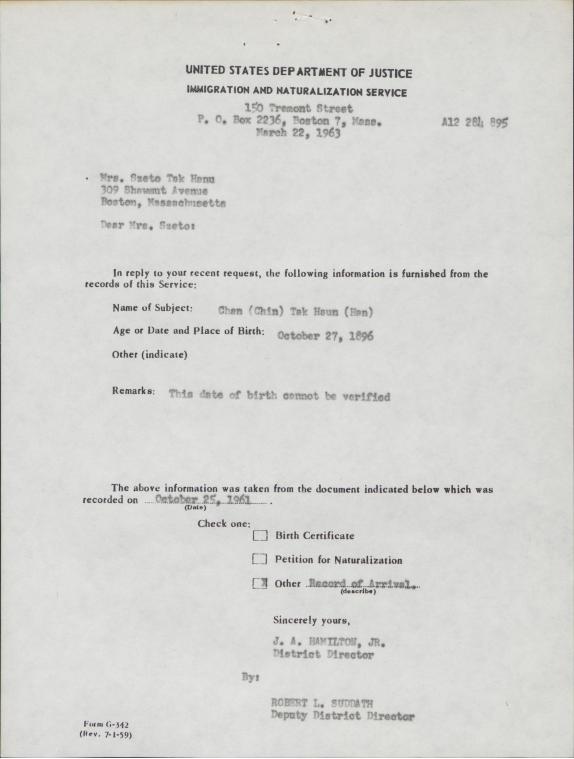 UNITED STATES DEPARTMENT OF JUSTICE
IMMIGRATION AND NATURALIZATION SERVICE
150 Tremont Street
P. O. Box 2236, Boston 7, Mass. A12 284 895
March 22, 1963
Mrs. Szeto Tak Hanu
309 Shawmut Avenue
Boston, Massachusetts
Dear Mrs. Szeto:
In reply to your recent request, the following information is furnished from the
records of this Service:
Name of Subject: Chan (Chin) Tak Hsun (Han)
Age or Date and Place of Birth: October 27, 1896
Other (indicate)
Remarks: This date of birth cannot be verified
The above information was taken from the document indicated below which was
recorded on October 25, 1961.
(Date)
Check one:
Birth Certificate
Petition for Naturalization
Other Record of Arrival.
(describe)
Sincerely yours,
J. A. HAMILTON, JR.
District Director
By:
ROBERT L. SUDDATH
Deputy District Director
Form G-342
(Rev. 7-1-59)